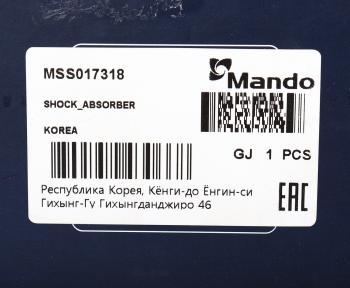 MSS017318
Mando
SHOCK_ABSORBER
KOREA
GJ 1 PCS
Республика Корея, Кёнги-до Ёнгин-си
Гихынг-Гу Гихынгданджиро 46
EAC